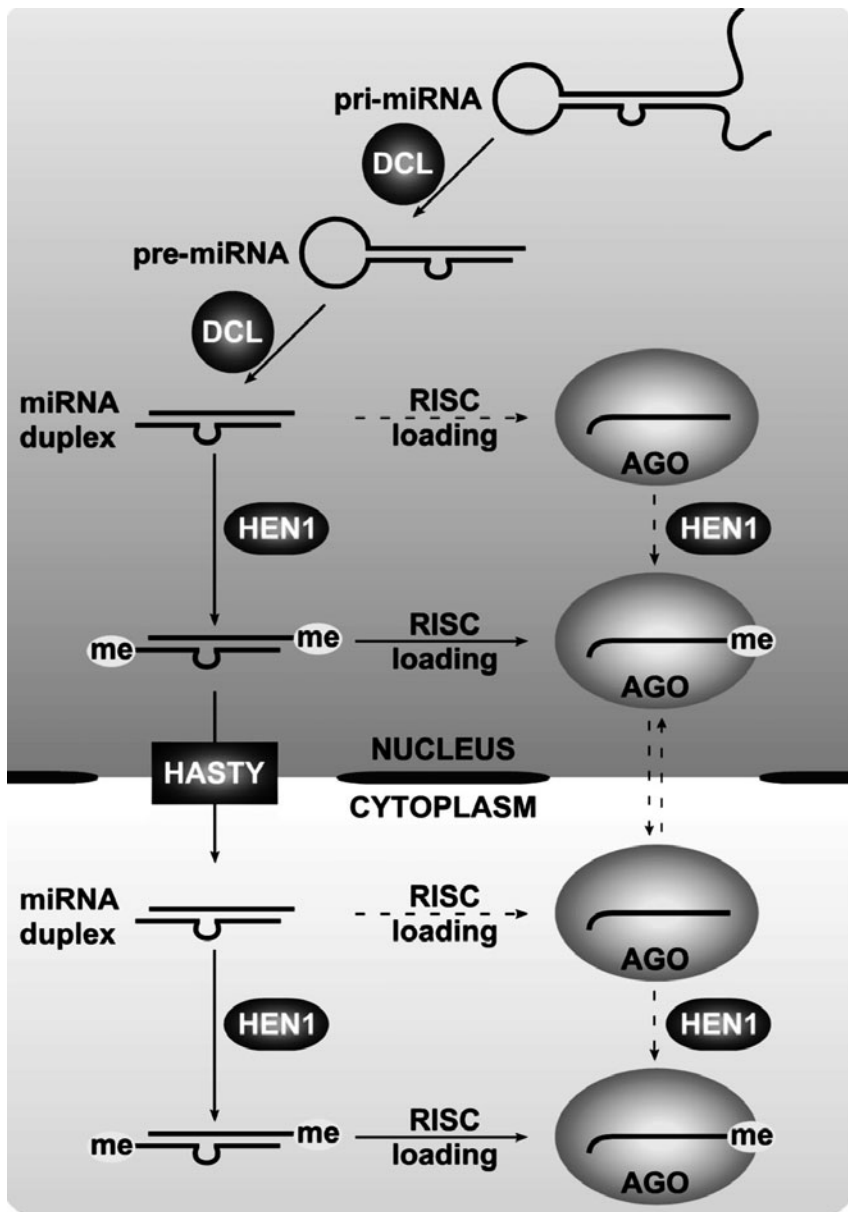 pri-miRNA
DCL
pre-miRNA
DCL
miRNA
duplex
RISC
loading
AGO
HEN1
HEN1
me
me
RISC
loading
me
AGO
HASTY
NUCLEUS
CYTOPLASM
miRNA
duplex
RISC
loading
AGO
HEN1
HEN1
me
me
RISC
loading
me
AGO